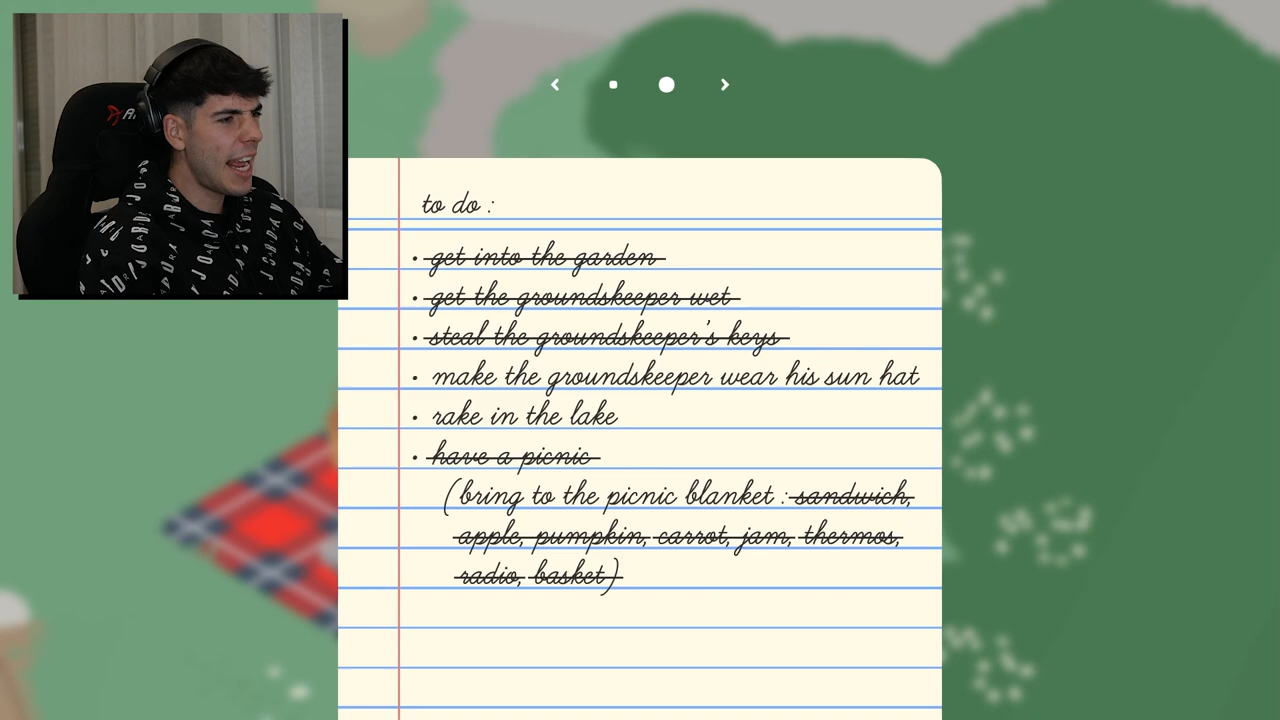 to do :
• get into the garden
• get the groundskeeper wet
• steal the groundskeeper's keys
• make the groundskeeper wear his sun hat
• rake in the lake
• have a picnic
(bring to the picnic blanket : sandwich,
apple, pumpkin, carrot, jam, thermos,
radio, basket)